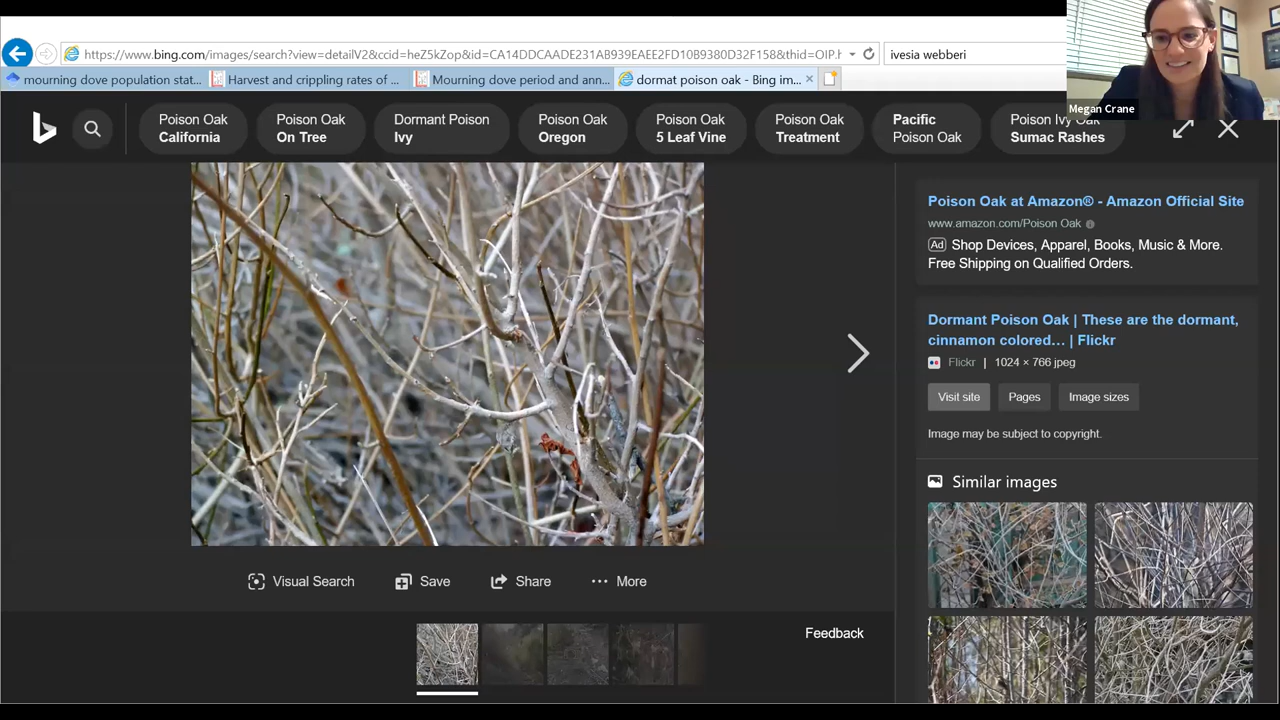 https://www.bing.com/images/search?view=detailV2&ccid=heZ5kZop&id=CA14DDCAADE231AB939EAEE2FD10B93BDD32F158&thid=OIP.h
ivesia webberi
mourning dove population stat...
Harvest and crippling rates of ...
Mourning dove period and ann...
dormat poison oak - Bing im...
Megan Crane
Poison Oak
California
Poison Oak
On Tree
Dormant Poison
Ivy
Poison Oak
Oregon
Poison Oak
5 Leaf Vine
Poison Oak
Treatment
Pacific
Poison Oak
Poison Ivy Oak
Sumac Rashes
Poison Oak at Amazon® - Amazon Official Site
www.amazon.com/Poison Oak
Ad Shop Devices, Apparel, Books, Music & More.
Free Shipping on Qualified Orders.
Dormant Poison Oak | These are the dormant,
cinnamon colored... | Flickr
Flickr | 1024 × 766 jpeg
Visit site
Pages
Image sizes
Image may be subject to copyright.
Similar images
Visual Search
Save
Share
More
Feedback